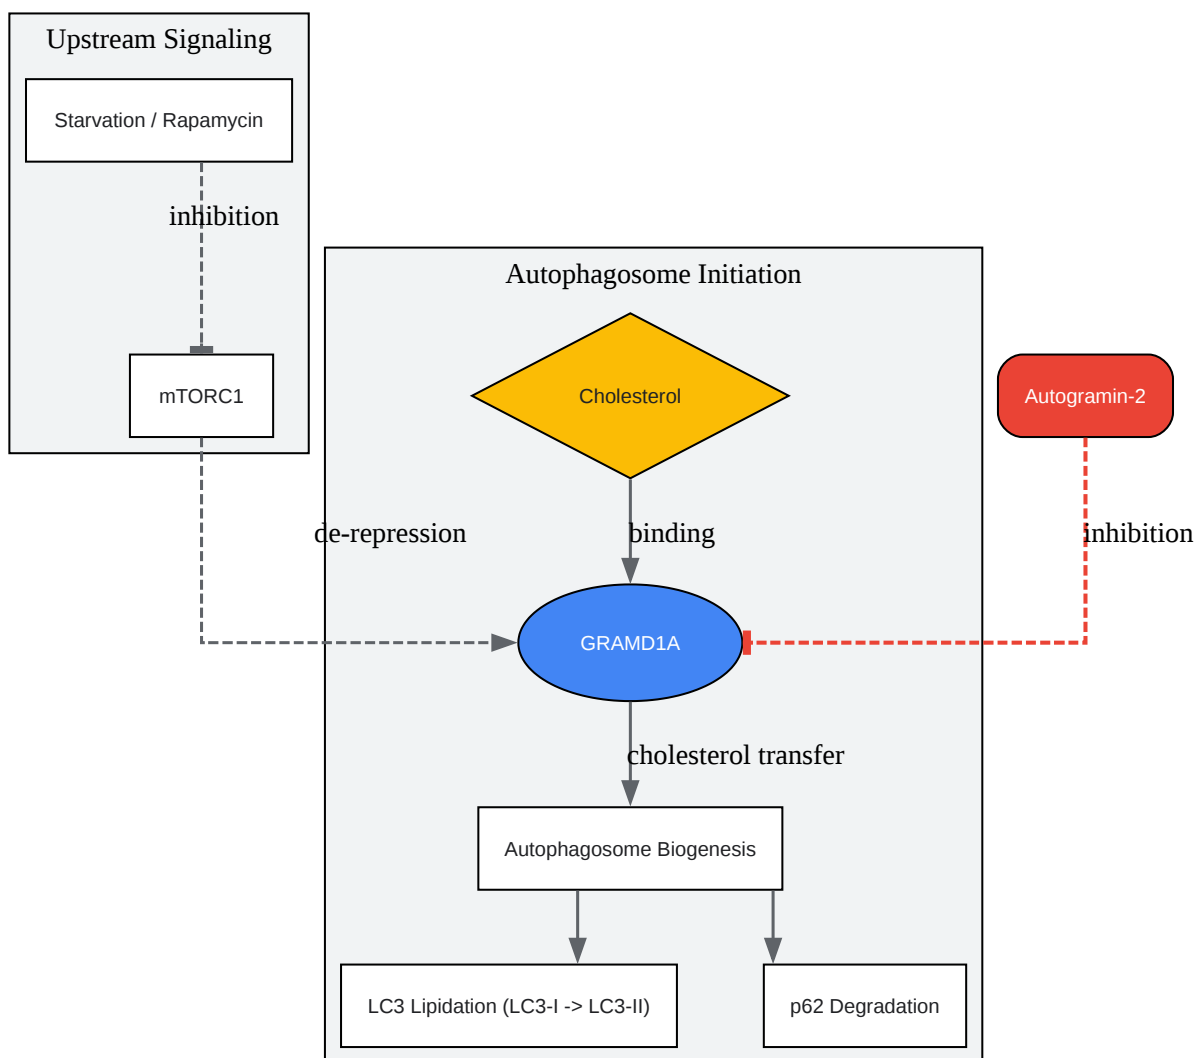 Upstream Signaling
Starvation / Rapamycin
inhibition
Autophagosome Initiation
mTORC1
Cholesterol
Autogramin-2
de-repression
binding
inhibition
GRAMD1A
cholesterol transfer
Autophagosome Biogenesis
LC3 Lipidation (LC3-I -> LC3-II)
p62 Degradation